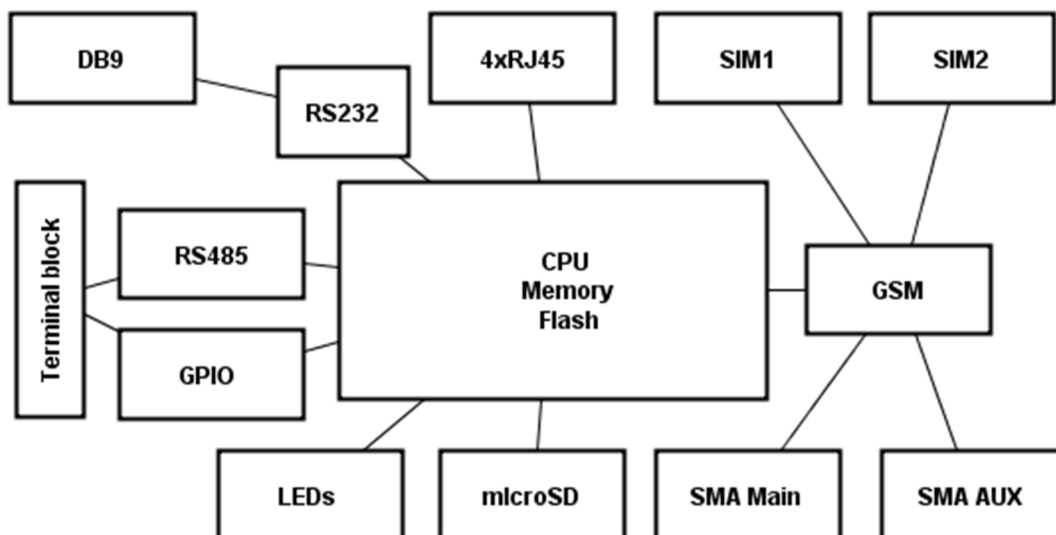 DB9
4xRJ45
SIM1
SIM2
RS232
Terminal block
RS485
CPU
Memory
Flash
GSM
GPIO
LEDs
mIcroSD
SMA Main
SMA AUX